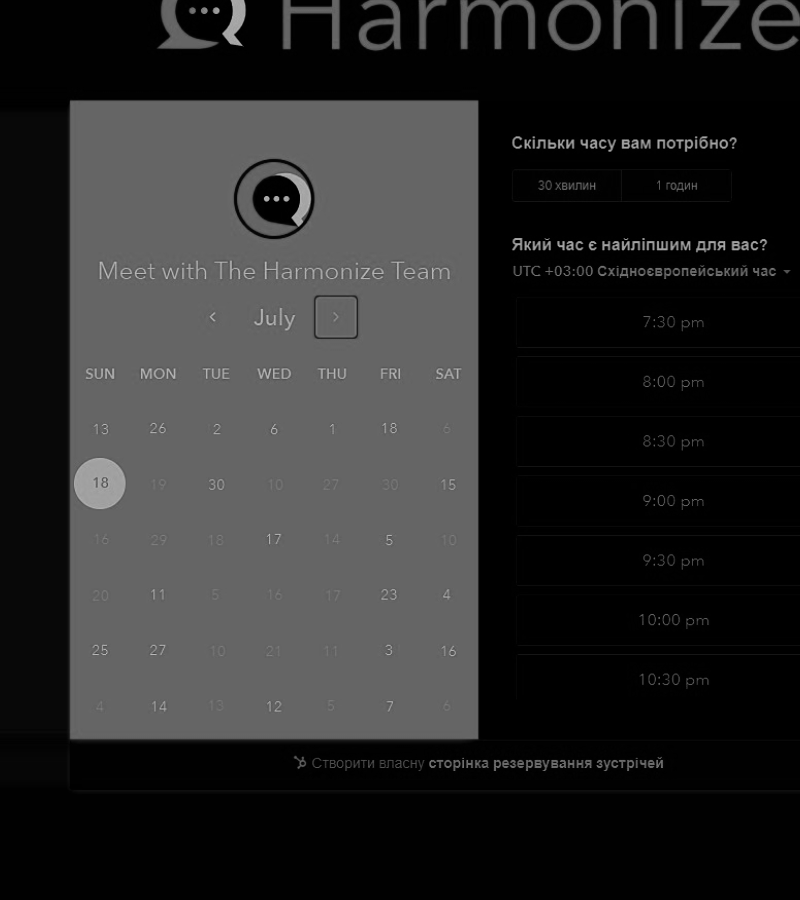 Harmonize
Meet with The Harmonize Team
July
SUN MON TUE WED THU FRI SAT
13 26 2 6 1 18 6
18 19 30 10 27 30 15
16 29 18 17 14 5 10
20 11 5 16 17 23 4
25 27 10 21 11 3 16
4 14 13 12 5 7 6
Скільки часу вам потрібно?
30 хвилин 1 годин
Який час є найліпшим для вас?
UTC +03:00 Східноєвропейський час
7:30 pm
8:00 pm
8:30 pm
9:00 pm
9:30 pm
10:00 pm
10:30 pm
Створити власну сторінка резервування зустрічей